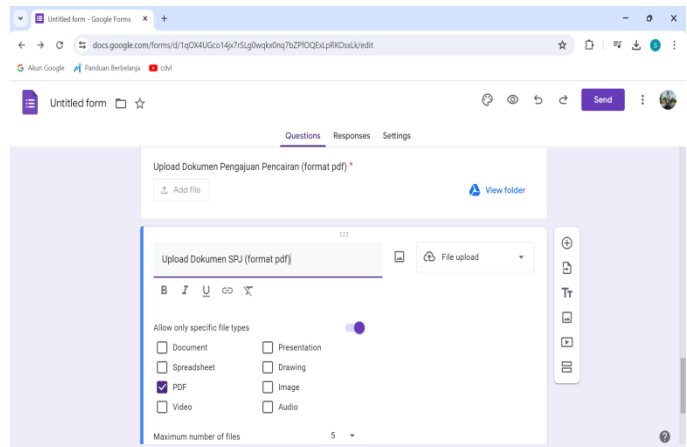 Untitled form - Google Forms
docs.google.com/forms/d/1qOX4UGco14jx7rSLg0wqkx0nq7bZPfOQExLpRKOsxLk/edit
S
G Akun Google Panduan Berbelanja cdvl
Untitled form
Send
Questions Responses Settings
Upload Dokumen Pengajuan Pencairan (format pdf) *
Add file
View folder
Upload Dokumen SPJ (format pdf)
File upload
B I U
Tt
Allow only specific file types
Document Presentation
Spreadsheet Drawing
PDF Image
Video Audio
Maximum number of files 5